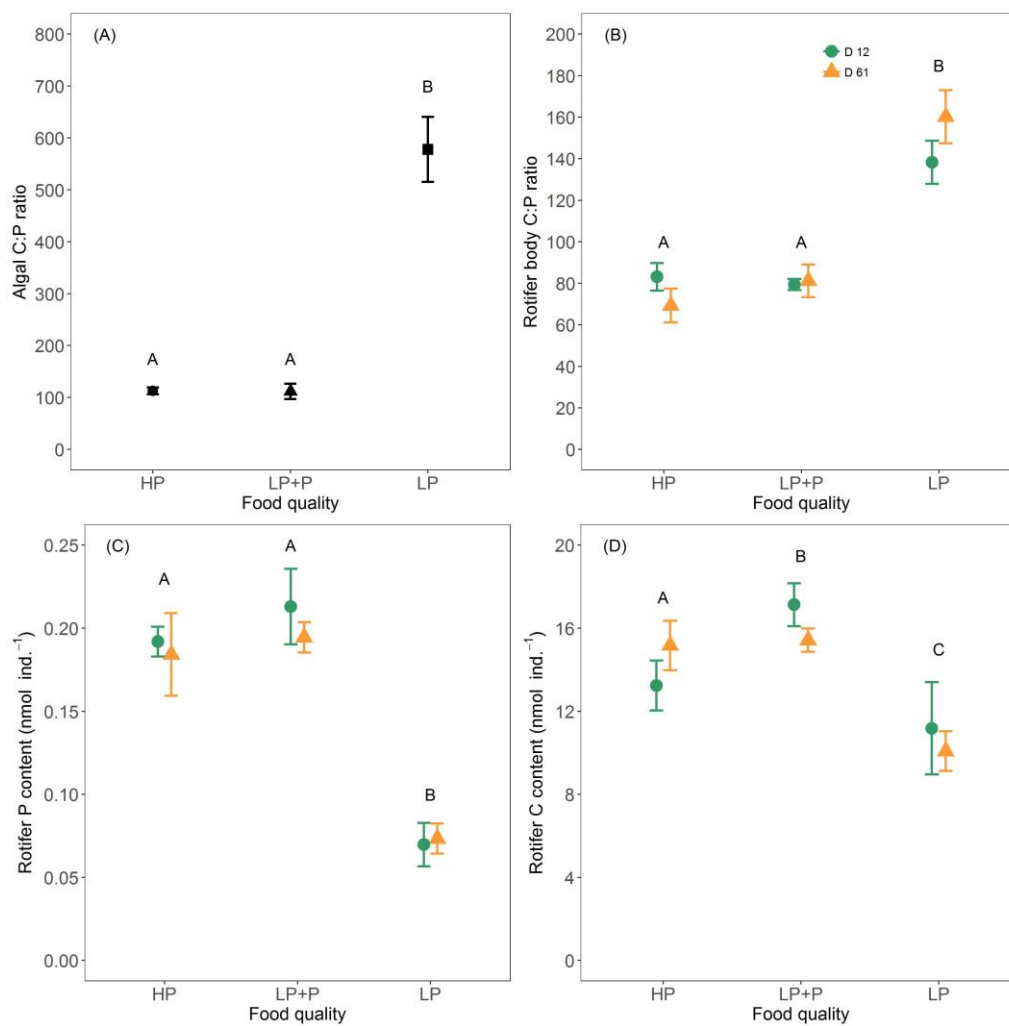 (A)
800
700
600
500
400
300
200
100
0
Algal C:P ratio
A
A
B
HP
LP+P
LP
Food quality
(B)
200
180
160
140
120
100
80
60
40
20
0
Rotifer body C:P ratio
D 12
D 61
A
A
B
HP
LP+P
LP
Food quality
(C)
0.25
0.20
0.15
0.10
0.05
0.00
Rotifer P content (nmol ind.⁻¹)
A
A
B
HP
LP+P
LP
Food quality
(D)
20
16
12
8
4
0
Rotifer C content (nmol ind.⁻¹)
A
B
C
HP
LP+P
LP
Food quality